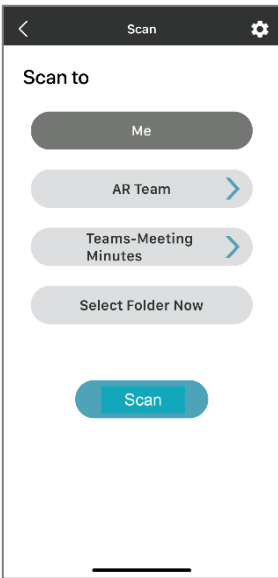 Scan
Scan to
Me
AR Team
Teams-Meeting
Minutes
Select Folder Now
Scan